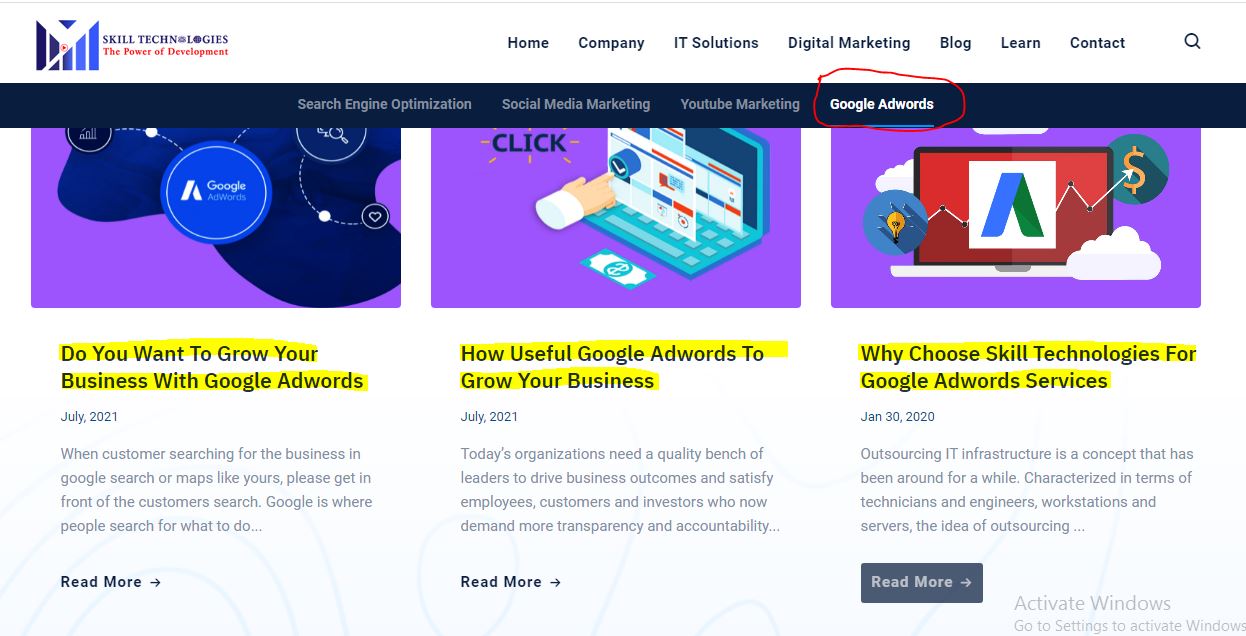 SKILL TECHNOLOGIES
The Power of Development
Home Company IT Solutions Digital Marketing Blog Learn Contact
Search Engine Optimization Social Media Marketing Youtube Marketing Google Adwords
Google
AdWords
CLICK
$
Do You Want To Grow Your
Business With Google Adwords
July, 2021
When customer searching for the business in
google search or maps like yours, please get in
front of the customers search. Google is where
people search for what to do...
Read More →
How Useful Google Adwords To
Grow Your Business
July, 2021
Today's organizations need a quality bench of
leaders to drive business outcomes and satisfy
employees, customers and investors who now
demand more transparency and accountability...
Read More →
Why Choose Skill Technologies For
Google Adwords Services
Jan 30, 2020
Outsourcing IT infrastructure is a concept that has
been around for a while. Characterized in terms of
technicians and engineers, workstations and
servers, the idea of outsourcing ...
Read More →
Activate Windows
Go to Settings to activate Windows